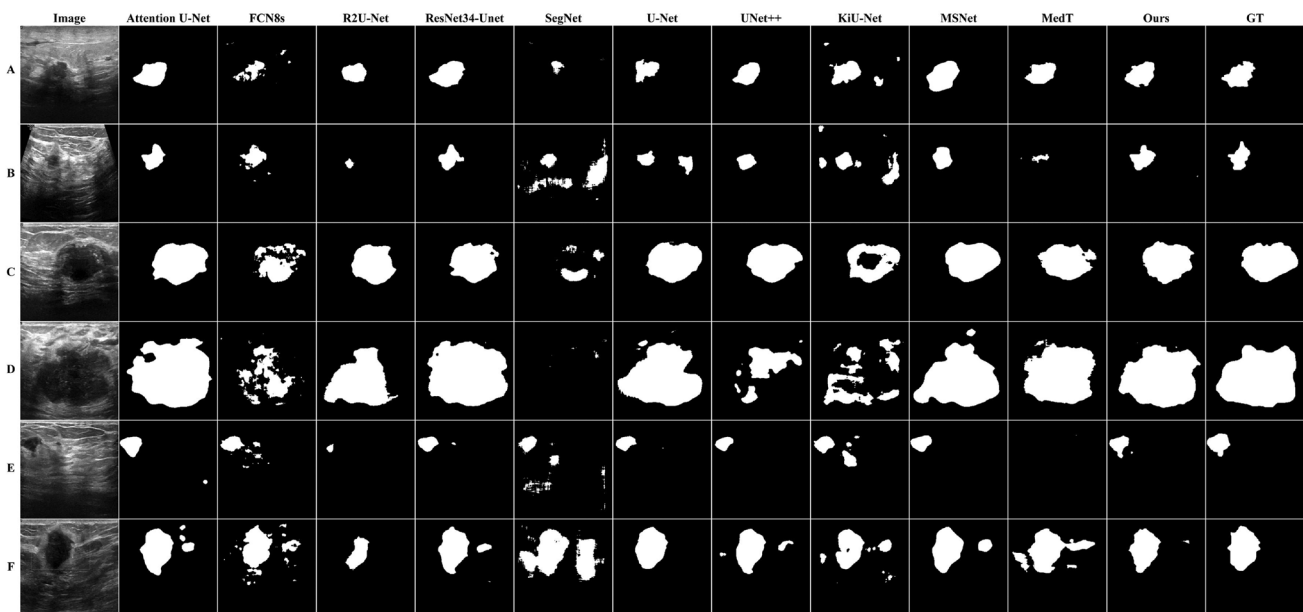 Image Attention U-Net FCN8s R2U-Net ResNet34-Unet SegNet U-Net UNet++ KiU-Net MSNet MedT Ours GT
A
B
C
D
E
F